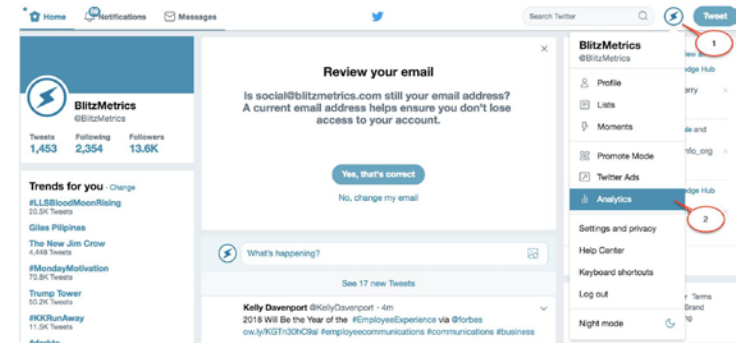 Home
Notifications
Messages
Search Twitter
Tweet
1
BlitzMetrics
@BlitzMetrics
Tweets Following Followers
1,453 2,354 13.6K
Trends for you · Change
#LLSBloodMoonRising
20.5K Tweets
Gilas Pilipinas
The New Jim Crow
4,448 Tweets
#MondayMotivation
70.8K Tweets
Trump Tower
50.2K Tweets
#KKRunAway
11.5K Tweets
Review your email
Is social@blitzmetrics.com still your email address?
A current email address helps ensure you don't lose
access to your account.
Yes, that's correct
No, change my email
What's happening?
See 17 new Tweets
Kelly Davenport @KellyDavenport · 4m
2018 Will Be the Year of the #EmployeeExperience via @forbes
ow.ly/KGTn30hC9al #employeecommunications #communications #business
BlitzMetrics
@BlitzMetrics
Profile
Lists
Moments
Promote Mode
Twitter Ads
Analytics
2
Settings and privacy
Help Center
Keyboard shortcuts
Log out
Night mode
Terms